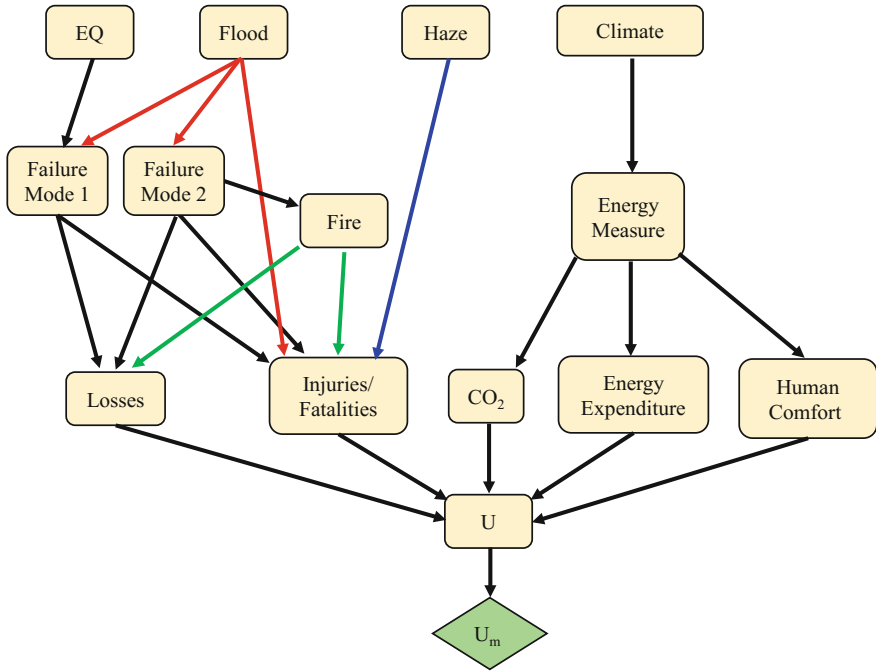 EQ
Flood
Haze
Climate
Failure
Mode 1
Failure
Mode 2
Fire
Energy
Measure
Losses
Injuries/
Fatalities
CO₂
Energy
Expenditure
Human
Comfort
U
Uₘ